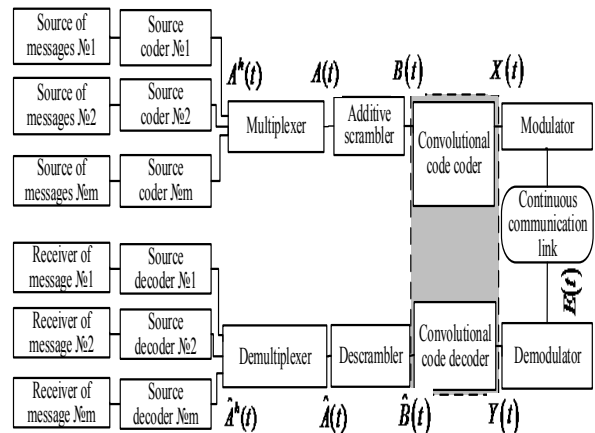 Source of
messages №1
Source
coder №1
A^h(t)
A(t)
B(t)
X(t)
Source of
messages №2
Source
coder №2
Multiplexer
Additive
scrambler
Convolutional
code coder
Modulator
Source of
messages №m
Source
coder №m
Continuous
communication
link
E(t)
Receiver of
message №1
Source
decoder №1
Receiver of
message №2
Source
decoder №2
Demultiplexer
Descrambler
Convolutional
code decoder
Demodulator
Receiver of
message №m
Source
decoder №m
Â^h(t)
Â(t)
B̂(t)
Y(t)